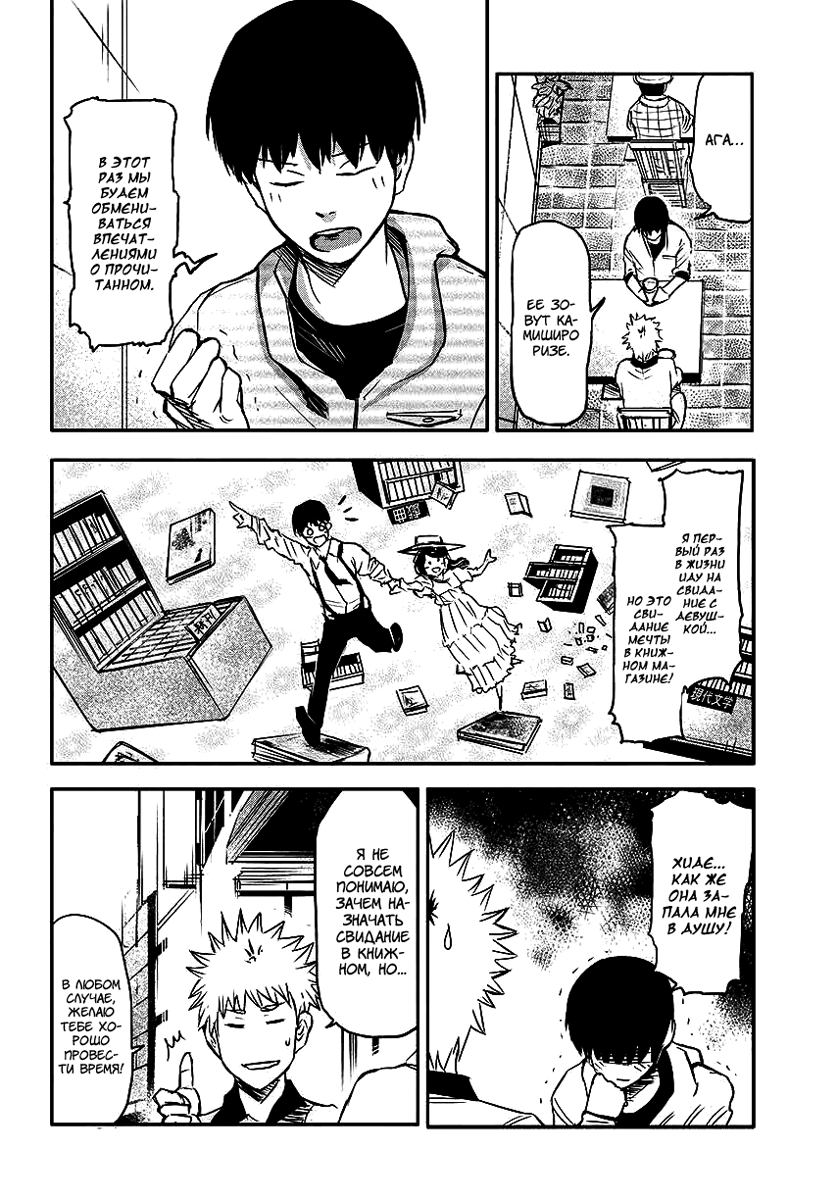 АГА...
ЕЕ ЗО-
ВУТ КА-
МИШИРО
РИЗЕ.
В ЭТОТ
РАЗ МЫ
БУДЕМ
ОБМЕНИ-
ВАТЬСЯ
ВПЕЧАТ-
ЛЕНИЯМИ
О ПРОЧИ-
ТАННОМ.
Я ПЕР-
ВЫЙ РАЗ
В ЖИЗНИ
ИДУ НА
СВИДА-
НИЕ С
ДЕВУШ-
КОЙ...
НО ЭТО
СВИ-
ДАНИЕ
МЕЧТЫ
В КНИЖ-
НОМ МА-
ГАЗИНЕ!
現代文学
ХИДЕ...
КАК ЖЕ
ОНА ЗА-
ПАЛА МНЕ
В ДУШУ!
Я НЕ
СОВСЕМ
ПОНИМАЮ,
ЗАЧЕМ НА-
ЗНАЧАТЬ
СВИДАНИЕ
В КНИЖ-
НОМ, НО...
В ЛЮБОМ
СЛУЧАЕ,
ЖЕЛАЮ
ТЕБЕ ХО-
РОШО
ПРОВЕС-
ТИ ВРЕМЯ!